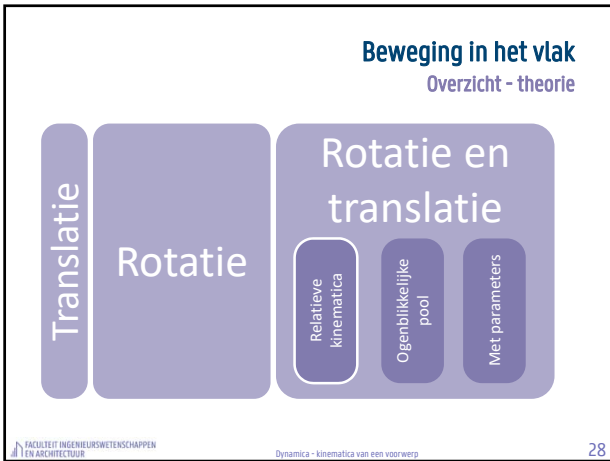 Beweging in het vlak
Overzicht - theorie
Translatie
Rotatie
Rotatie en
translatie
Relatieve
kinematica
Ogenblikkelijke
pool
Met parameters
FACULTEIT INGENIEURSWETENSCHAPPEN
EN ARCHITECTUUR
Dynamica - kinematica van een voorwerp
28